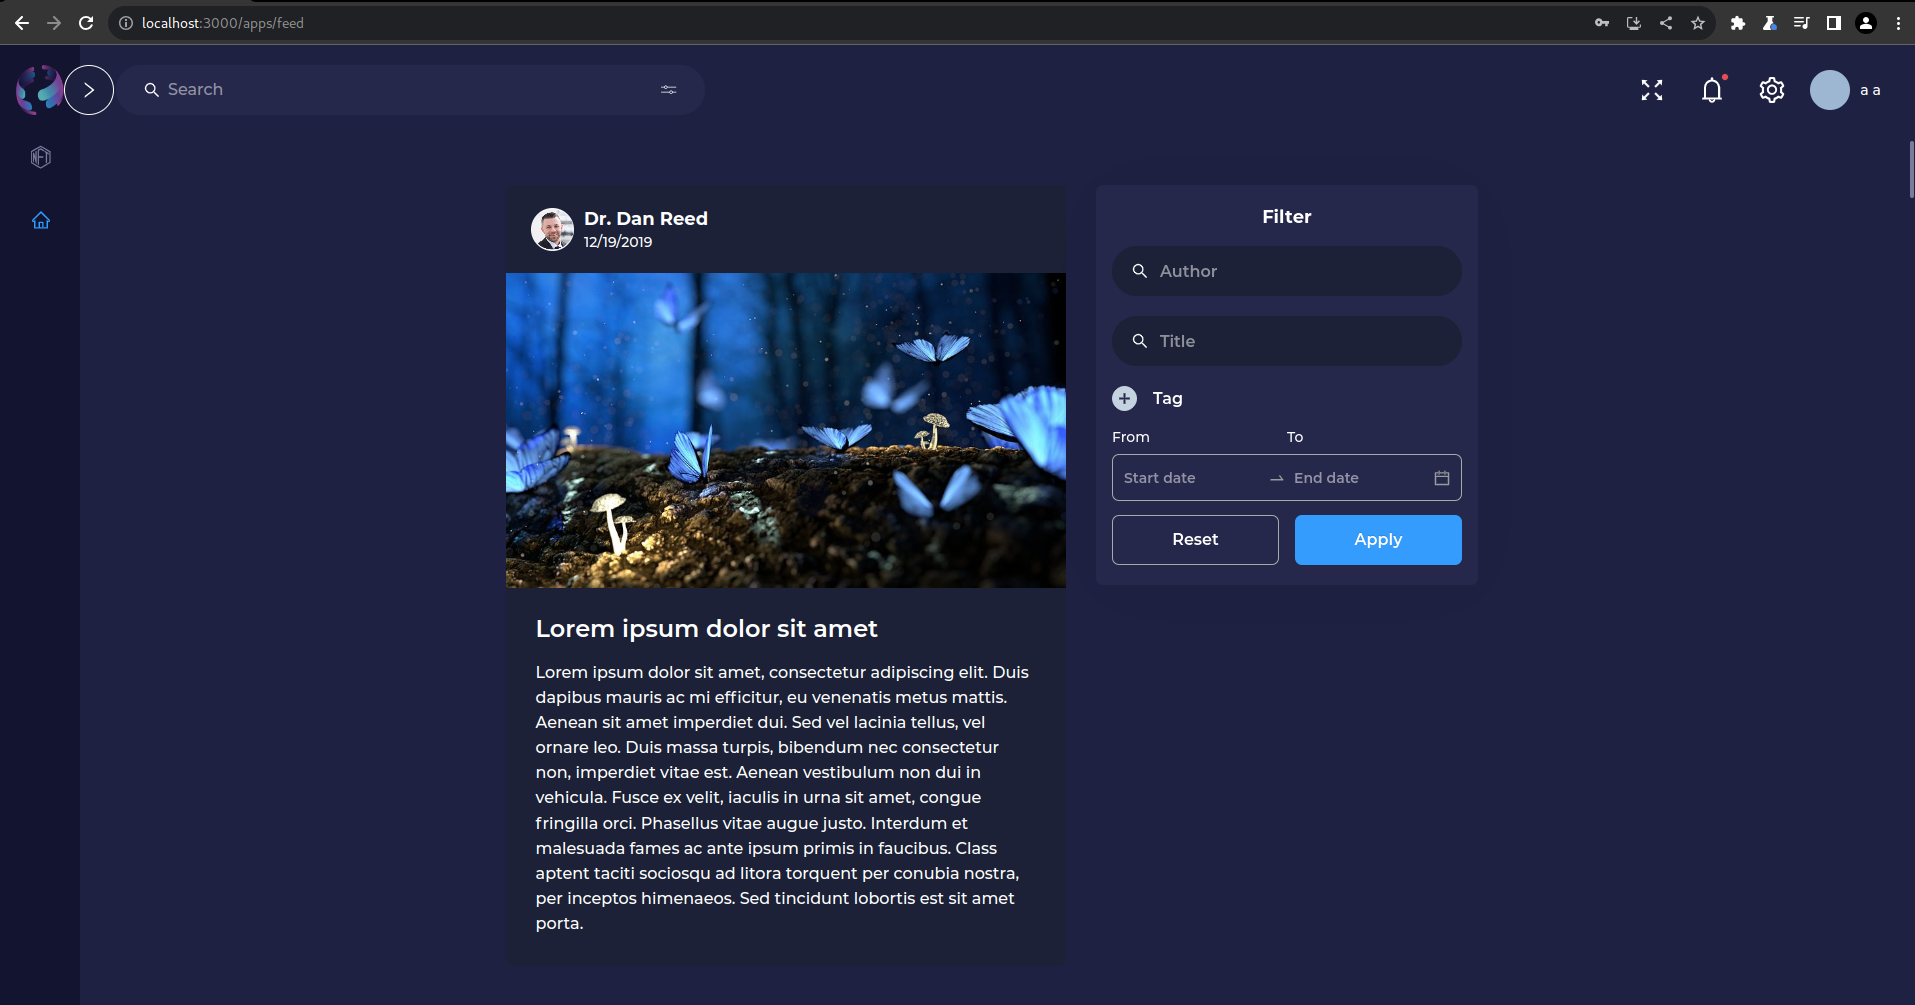 localhost:3000/apps/feed
Search
a a
NFT
Dr. Dan Reed
12/19/2019
Lorem ipsum dolor sit amet
Lorem ipsum dolor sit amet, consectetur adipiscing elit. Duis
dapibus mauris ac mi efficitur, eu venenatis metus mattis.
Aenean sit amet imperdiet dui. Sed vel lacinia tellus, vel
ornare leo. Duis massa turpis, bibendum nec consectetur
non, imperdiet vitae est. Aenean vestibulum non dui in
vehicula. Fusce ex velit, iaculis in urna sit amet, congue
fringilla orci. Phasellus vitae augue justo. Interdum et
malesuada fames ac ante ipsum primis in faucibus. Class
aptent taciti sociosqu ad litora torquent per conubia nostra,
per inceptos himenaeos. Sed tincidunt lobortis est sit amet
porta.
Filter
Author
Title
Tag
From To
Start date End date
Reset Apply